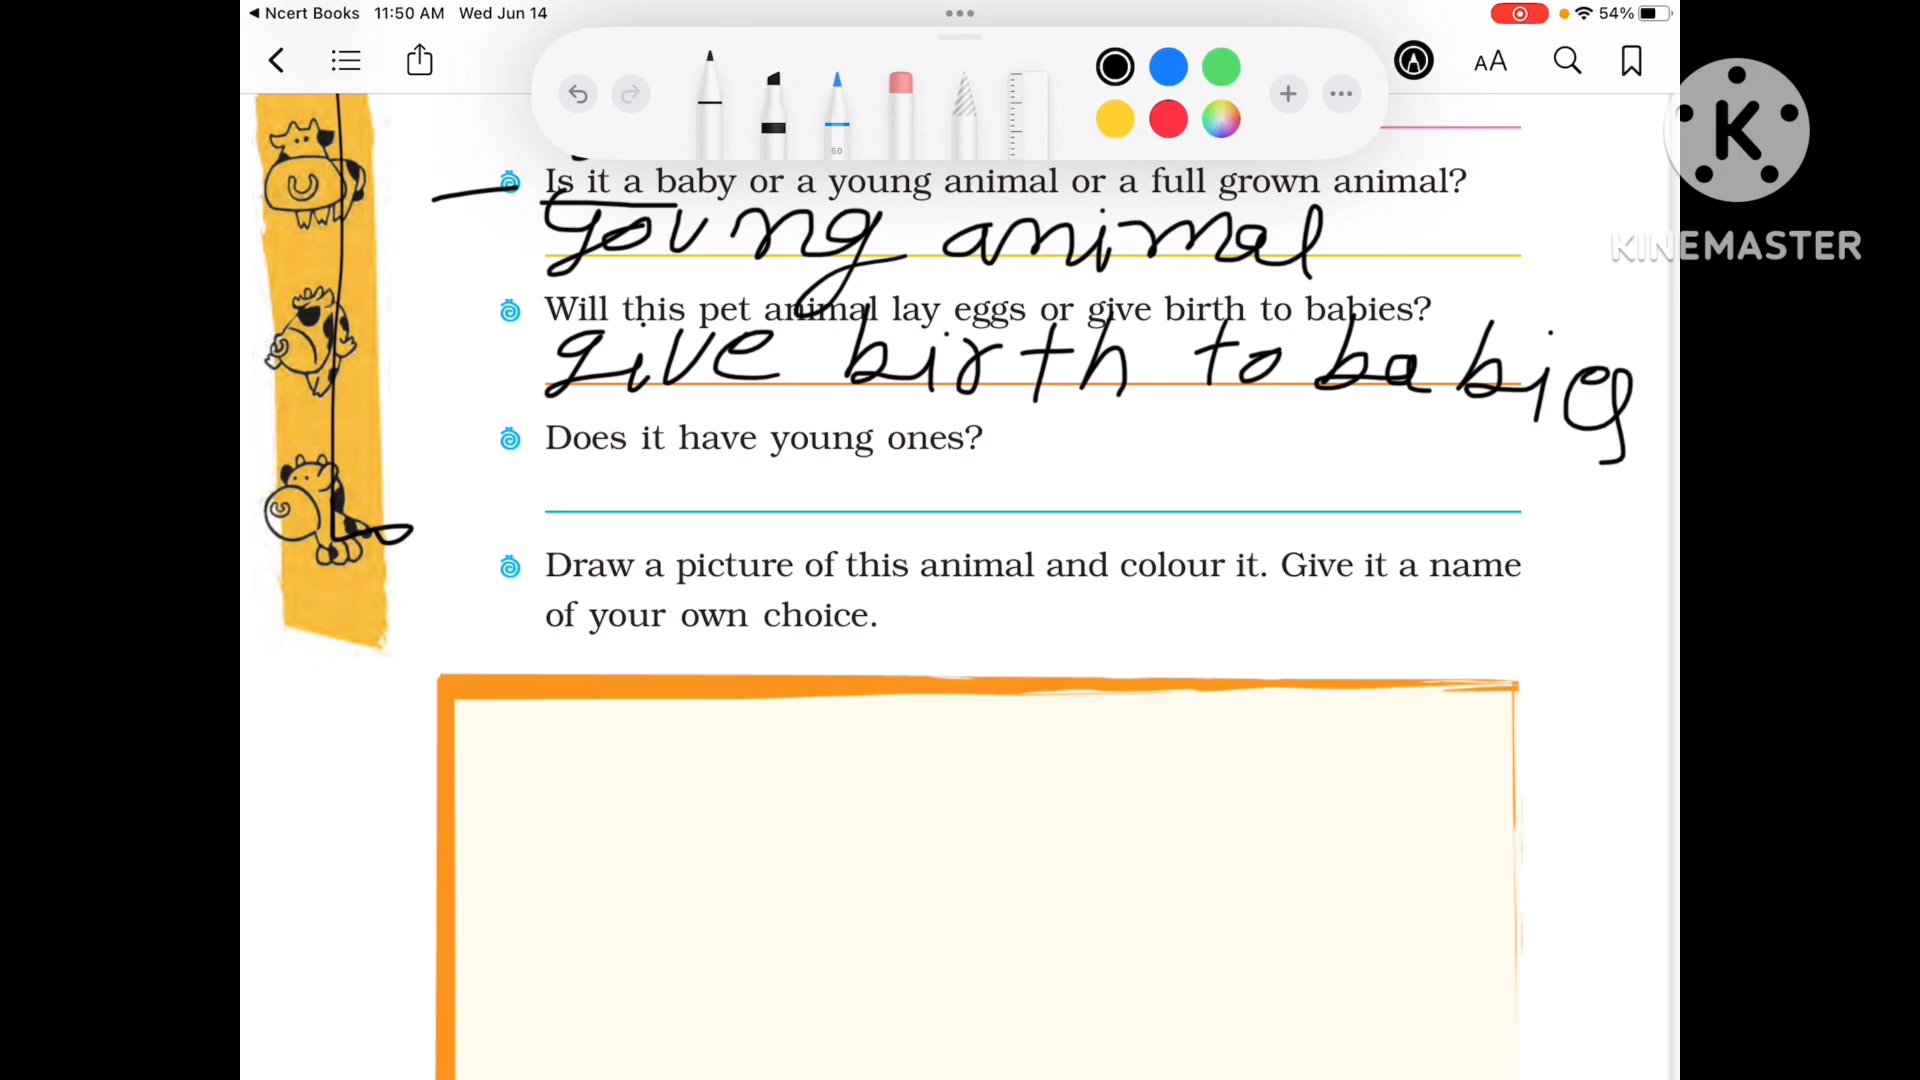 Ncert Books 11:50 AM Wed Jun 14 54%
AA
50
K
KINEMASTER
Is it a baby or a young animal or a full grown animal?
young animal
Will this pet animal lay eggs or give birth to babies?
give birth to babies
Does it have young ones?
Draw a picture of this animal and colour it. Give it a name
of your own choice.